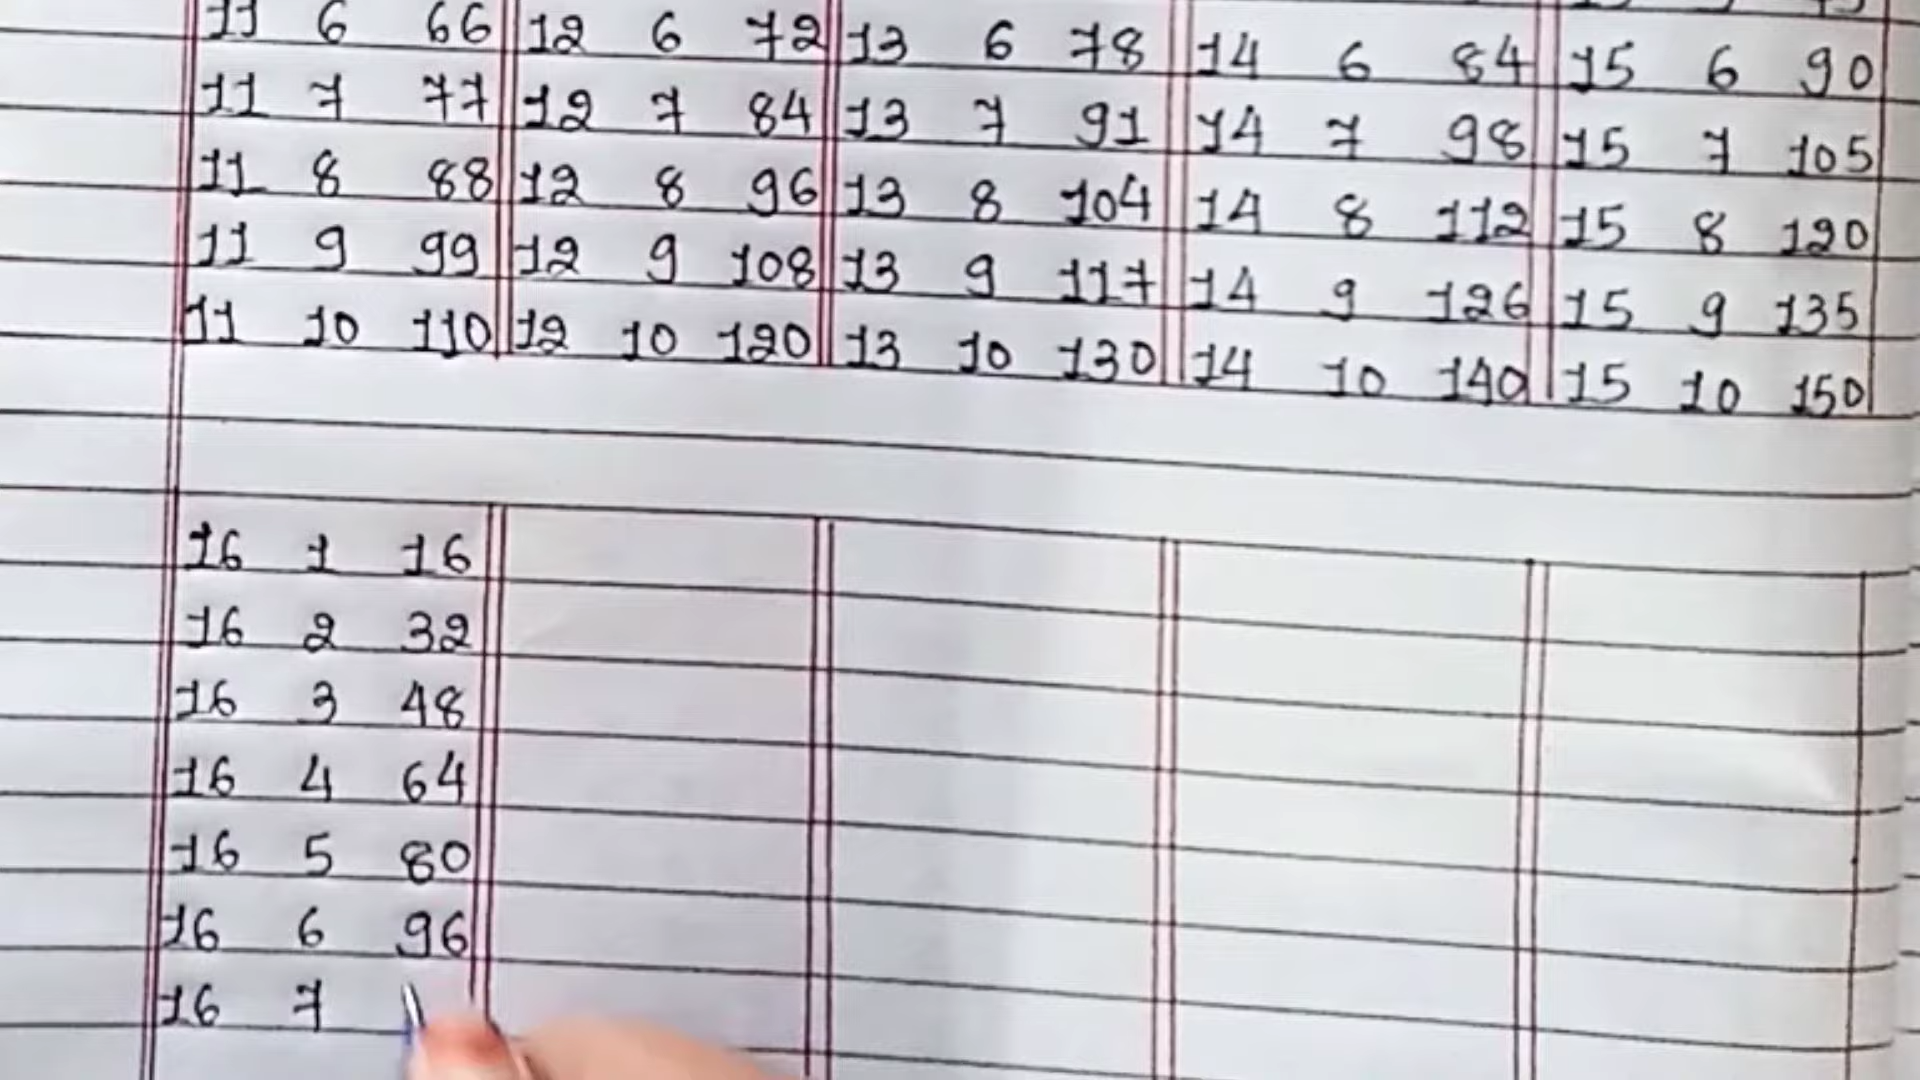 11 6 66 12 6 72 13 6 78 14 6 84 15 6 90
11 7 77 12 7 84 13 7 91 14 7 98 15 7 105
11 8 88 12 8 96 13 8 104 14 8 112 15 8 120
11 9 99 12 9 108 13 9 117 14 9 126 15 9 135
11 10 110 12 10 120 13 10 130 14 10 140 15 10 150
16 1 16
16 2 32
16 3 48
16 4 64
16 5 80
16 6 96
16 7